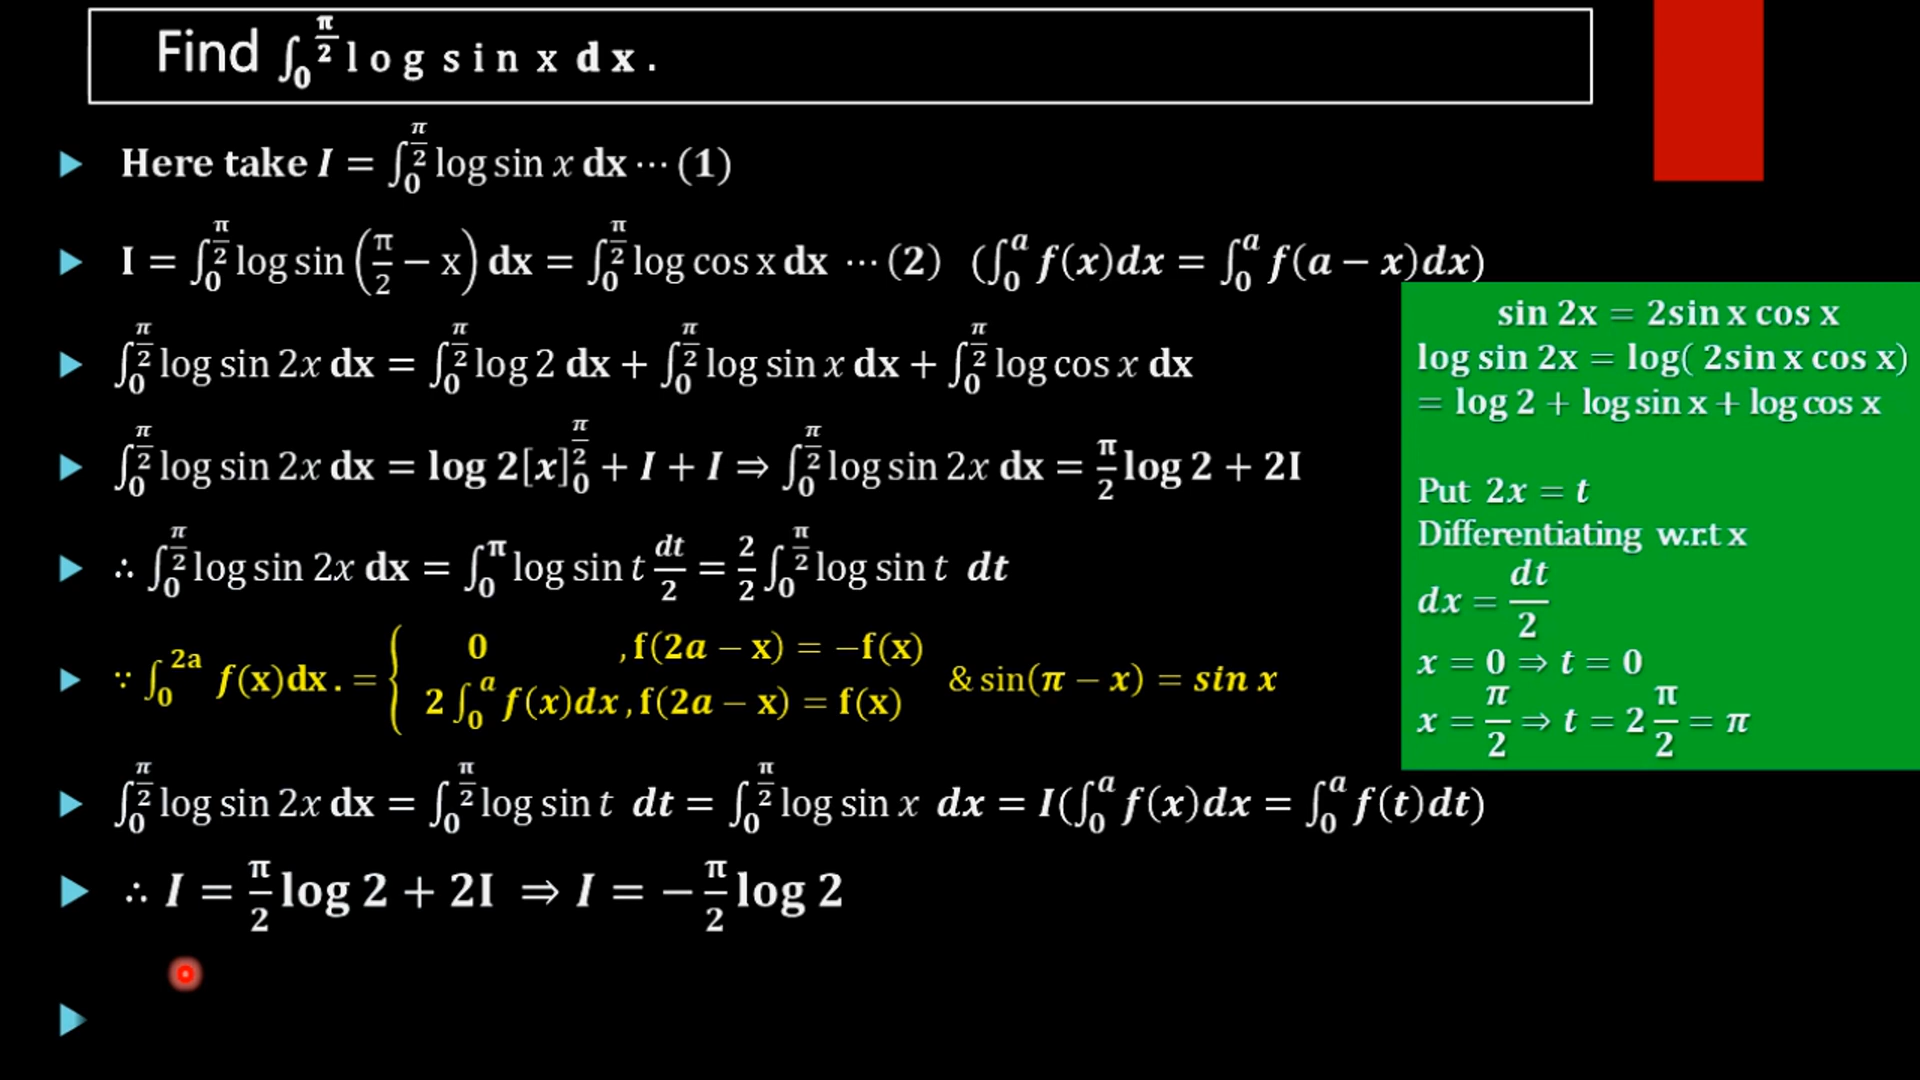 Find ∫₀^(π/2) log sin x dx.
Here take I = ∫₀^(π/2) log sin x dx ⋯ (1)
I = ∫₀^(π/2) log sin (π/2 − x) dx = ∫₀^(π/2) log cos x dx ⋯ (2) (∫₀^a f(x)dx = ∫₀^a f(a − x)dx)
∫₀^(π/2) log sin 2x dx = ∫₀^(π/2) log 2 dx + ∫₀^(π/2) log sin x dx + ∫₀^(π/2) log cos x dx
∫₀^(π/2) log sin 2x dx = log 2[x]₀^(π/2) + I + I ⇒ ∫₀^(π/2) log sin 2x dx = π/2 log 2 + 2I
∴ ∫₀^(π/2) log sin 2x dx = ∫₀^π log sin t dt/2 = 2/2 ∫₀^(π/2) log sin t dt
∵ ∫₀^(2a) f(x)dx. = { 0 ,f(2a − x) = −f(x)
2 ∫₀^a f(x)dx ,f(2a − x) = f(x) & sin(π − x) = sin x
∫₀^(π/2) log sin 2x dx = ∫₀^(π/2) log sin t dt = ∫₀^(π/2) log sin x dx = I(∫₀^a f(x)dx = ∫₀^a f(t)dt)
∴ I = π/2 log 2 + 2I ⇒ I = −π/2 log 2
sin 2x = 2sin x cos x
log sin 2x = log( 2sin x cos x)
= log 2 + log sin x + log cos x
Put 2x = t
Differentiating w.r.t x
dx = dt/2
x = 0 ⇒ t = 0
x = π/2 ⇒ t = 2 π/2 = π